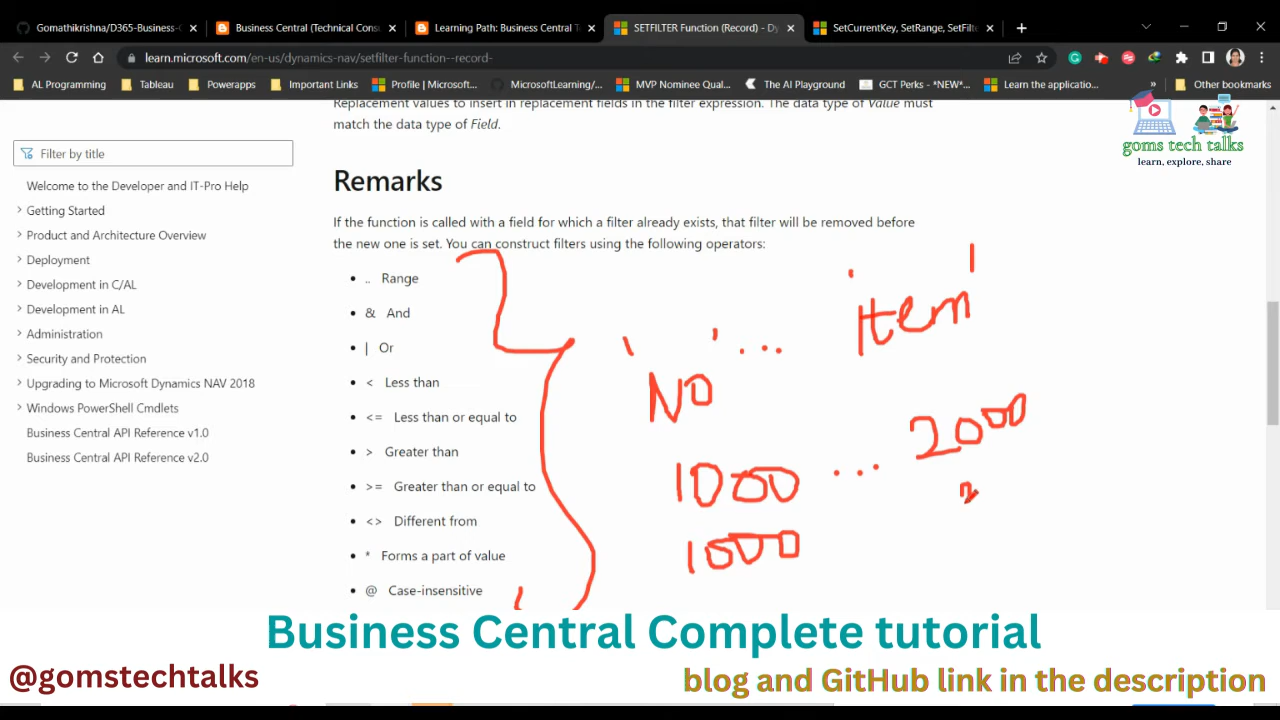 Gomathikrishna/D365-Business-C
Business Central (Technical Cons
Learning Path: Business Central T
SETFILTER Function (Record) - Dy
SetCurrentKey, SetRange, SetFilt
learn.microsoft.com/en-us/dynamics-nav/setfilter-function--record-
AL Programming
Tableau
Powerapps
Important Links
Profile | Microsoft...
MicrosoftLearning/...
MVP Nominee Qual...
The AI Playground
GCT Perks - *NEW*...
Learn the applicatio...
»
Other bookmarks
Replacement values to insert in replacement fields in the filter expression. The data type of Value must
match the data type of Field.
goms tech talks
learn, explore, share
Filter by title
Welcome to the Developer and IT-Pro Help
Getting Started
Product and Architecture Overview
Deployment
Development in C/AL
Development in AL
Administration
Security and Protection
Upgrading to Microsoft Dynamics NAV 2018
Windows PowerShell Cmdlets
Business Central API Reference v1.0
Business Central API Reference v2.0
Remarks
If the function is called with a field for which a filter already exists, that filter will be removed before
the new one is set. You can construct filters using the following operators:
• .. Range
• & And
• | Or
• < Less than
• <= Less than or equal to
• > Greater than
• >= Greater than or equal to
• <> Different from
• * Forms a part of value
• @ Case-insensitive
' Item '
' No ' ...
1000 ... 2000
1000
Business Central Complete tutorial
@gomstechtalks
blog and GitHub link in the description